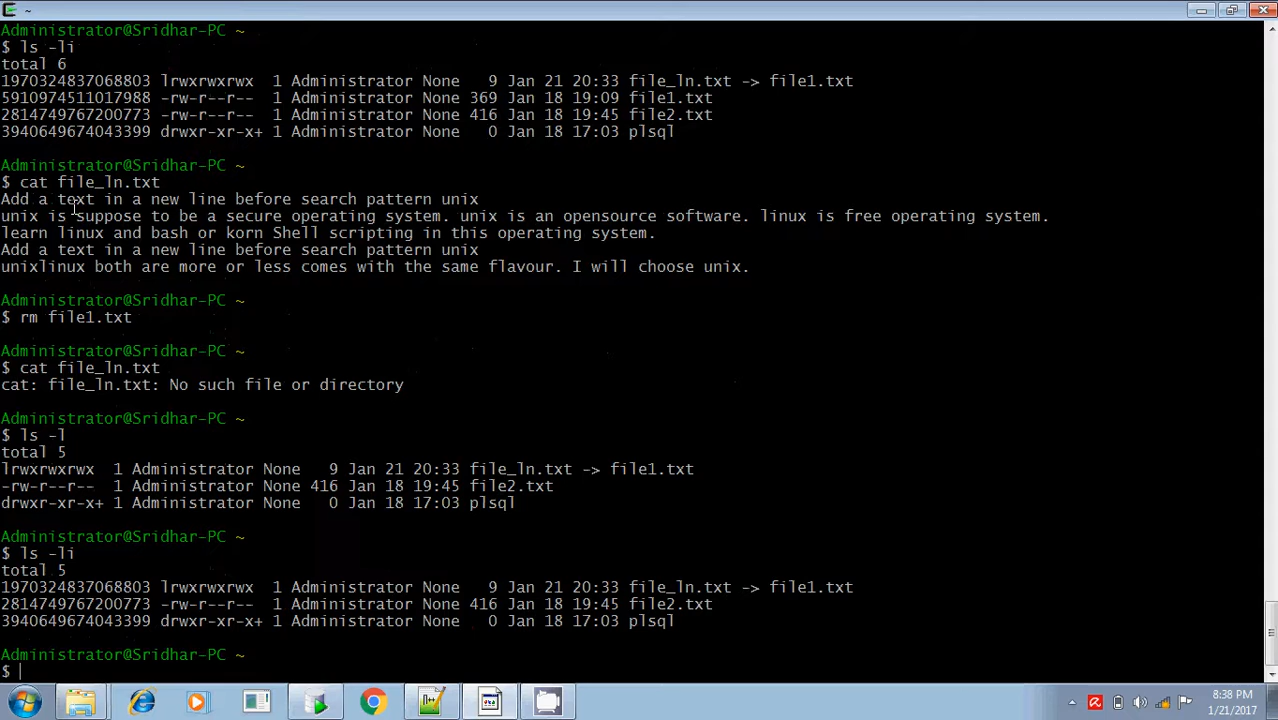 ~
Administrator@Sridhar-PC ~
$ ls -li
total 6
1970324837068803 lrwxrwxrwx 1 Administrator None 9 Jan 21 20:33 file_ln.txt -> file1.txt
5910974511017988 -rw-r--r-- 1 Administrator None 369 Jan 18 19:09 file1.txt
2814749767200773 -rw-r--r-- 1 Administrator None 416 Jan 18 19:45 file2.txt
3940649674043399 drwxr-xr-x+ 1 Administrator None 0 Jan 18 17:03 plsql
Administrator@Sridhar-PC ~
$ cat file_ln.txt
Add a text in a new line before search pattern unix
unix is suppose to be a secure operating system. unix is an opensource software. linux is free operating system.
learn linux and bash or korn Shell scripting in this operating system.
Add a text in a new line before search pattern unix
unixlinux both are more or less comes with the same flavour. I will choose unix.
Administrator@Sridhar-PC ~
$ rm file1.txt
Administrator@Sridhar-PC ~
$ cat file_ln.txt
cat: file_ln.txt: No such file or directory
Administrator@Sridhar-PC ~
$ ls -l
total 5
lrwxrwxrwx 1 Administrator None 9 Jan 21 20:33 file_ln.txt -> file1.txt
-rw-r--r-- 1 Administrator None 416 Jan 18 19:45 file2.txt
drwxr-xr-x+ 1 Administrator None 0 Jan 18 17:03 plsql
Administrator@Sridhar-PC ~
$ ls -li
total 5
1970324837068803 lrwxrwxrwx 1 Administrator None 9 Jan 21 20:33 file_ln.txt -> file1.txt
2814749767200773 -rw-r--r-- 1 Administrator None 416 Jan 18 19:45 file2.txt
3940649674043399 drwxr-xr-x+ 1 Administrator None 0 Jan 18 17:03 plsql
Administrator@Sridhar-PC ~
$
8:38 PM
1/21/2017